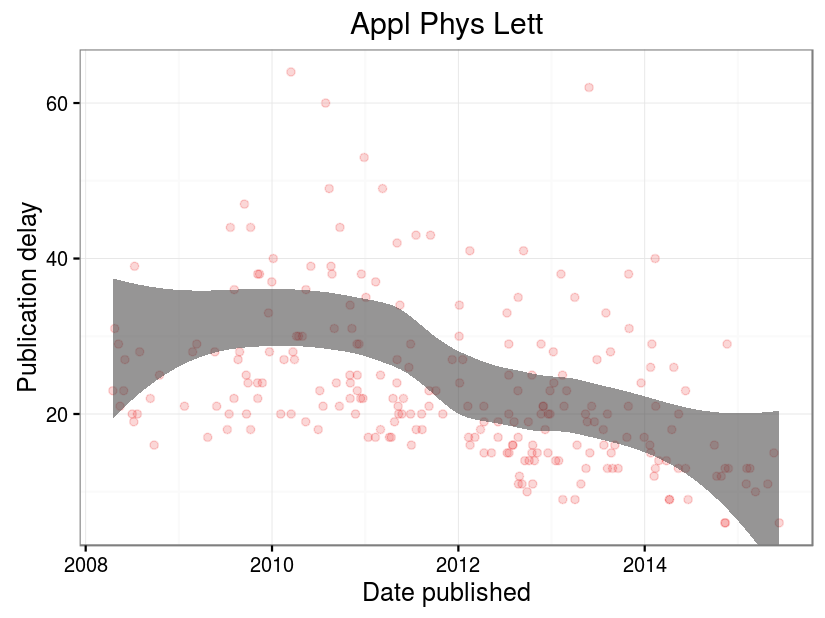 Appl Phys Lett
Publication delay
60
40
20
2008 2010 2012 2014
Date published